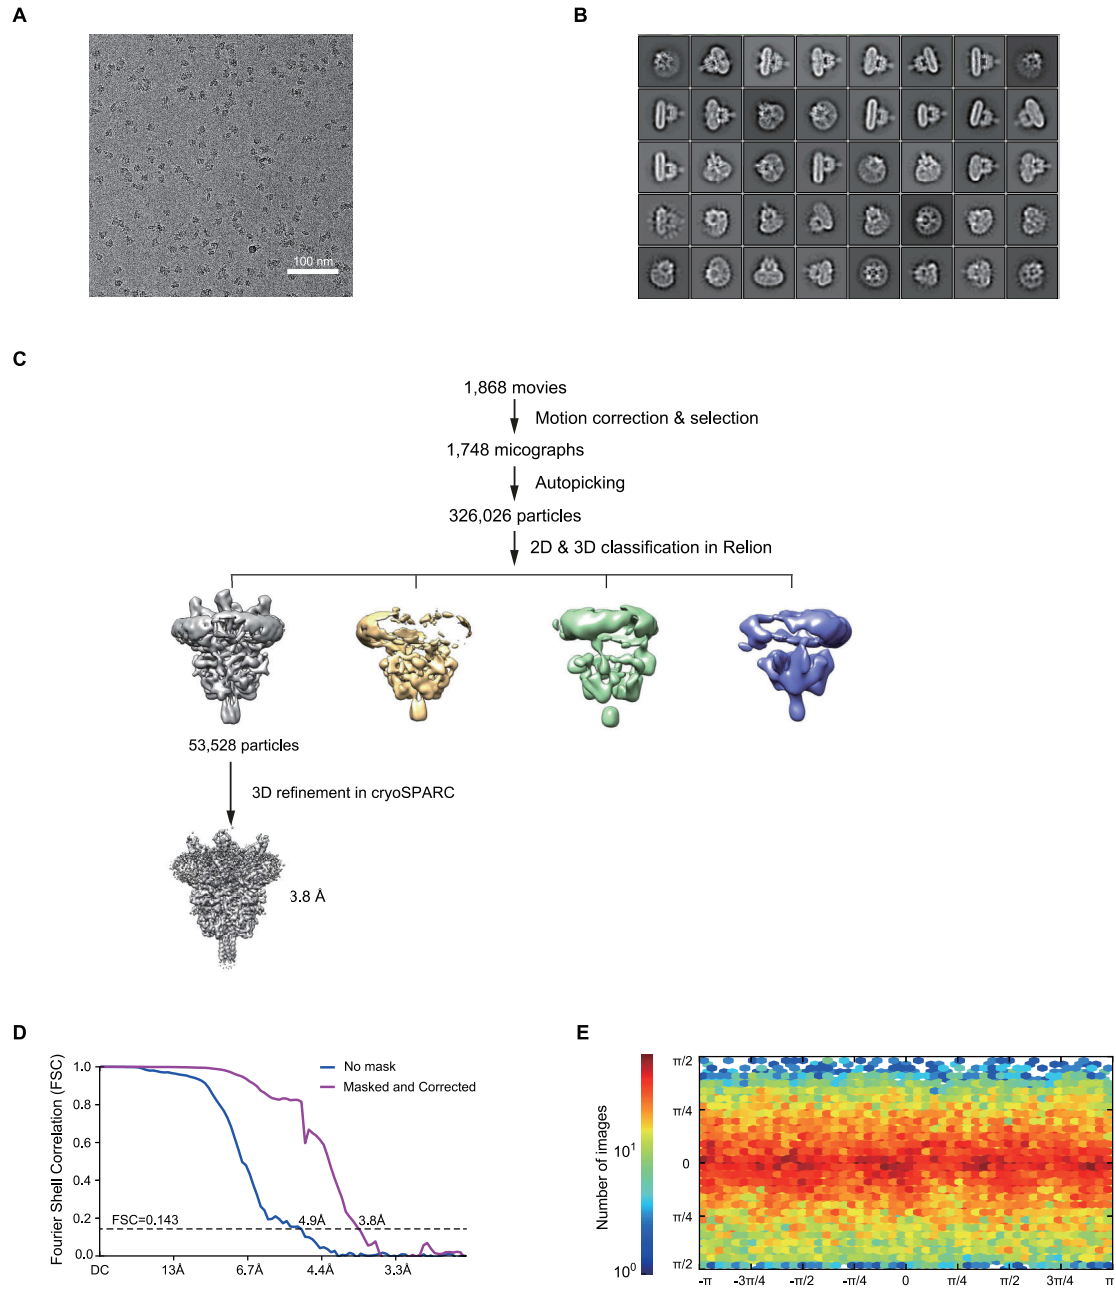 A
B
100 nm
C
1,868 movies
Motion correction & selection
1,748 micographs
Autopicking
326,026 particles
2D & 3D classification in Relion
53,528 particles
3D refinement in cryoSPARC
3.8 Å
D
E
Fourier Shell Correlation (FSC)
1.0
0.8
0.6
0.4
0.2
0.0
No mask
Masked and Corrected
FSC=0.143
4.9Å
3.8Å
DC
13Å
6.7Å
4.4Å
3.3Å
Number of images
10¹
10⁰
π/2
π/4
0
π/4
π/2
-π
-3π/4
-π/2
-π/4
0
π/4
π/2
3π/4
π